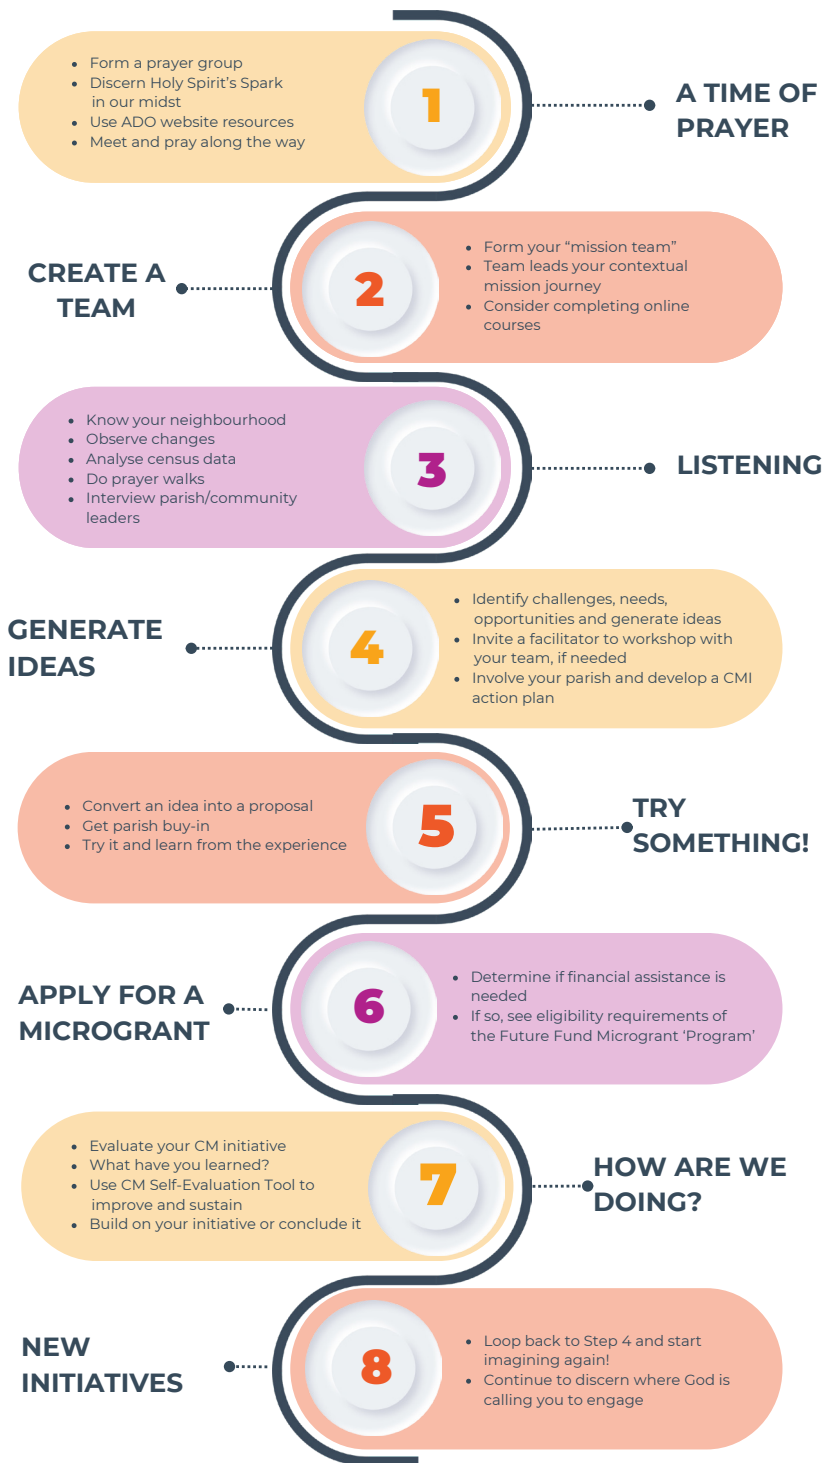 • Form a prayer group
• Discern Holy Spirit's Spark
in our midst
• Use ADO website resources
• Meet and pray along the way
1
A TIME OF
PRAYER
CREATE A
TEAM
2
• Form your “mission team”
• Team leads your contextual
mission journey
• Consider completing online
courses
• Know your neighbourhood
• Observe changes
• Analyse census data
• Do prayer walks
• Interview parish/community
leaders
3
LISTENING
GENERATE
IDEAS
4
• Identify challenges, needs,
opportunities and generate ideas
• Invite a facilitator to workshop with
your team, if needed
• Involve your parish and develop a CMI
action plan
• Convert an idea into a proposal
• Get parish buy-in
• Try it and learn from the experience
5
TRY
SOMETHING!
APPLY FOR A
MICROGRANT
6
• Determine if financial assistance is
needed
• If so, see eligibility requirements of
the Future Fund Microgrant ‘Program’
• Evaluate your CM initiative
• What have you learned?
• Use CM Self-Evaluation Tool to
improve and sustain
• Build on your initiative or conclude it
7
HOW ARE WE
DOING?
NEW
INITIATIVES
8
• Loop back to Step 4 and start
imagining again!
• Continue to discern where God is
calling you to engage